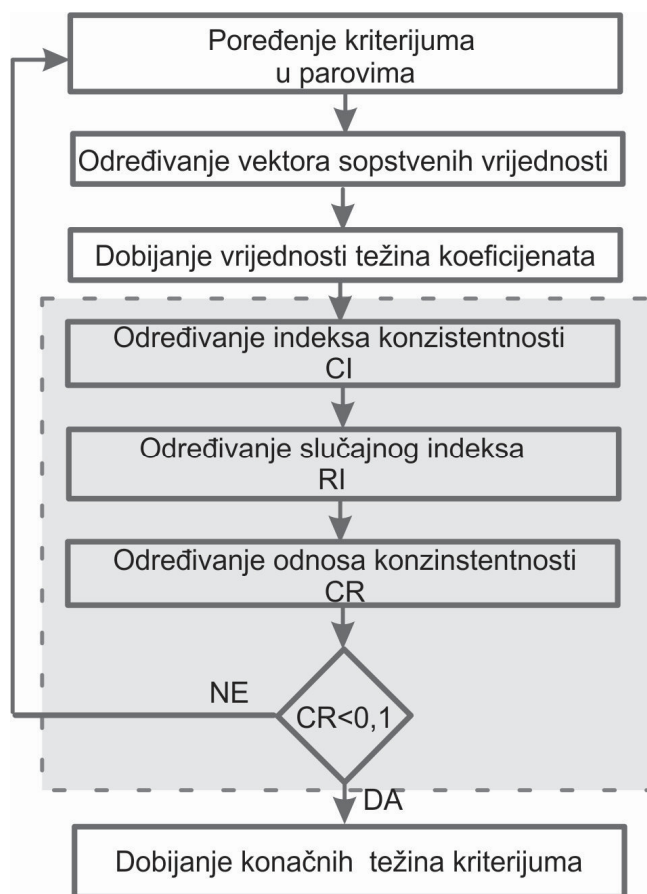 Poređenje kriterijuma
u parovima
Određivanje vektora sopstvenih vrijednosti
Dobijanje vrijednosti težina koeficijenata
Određivanje indeksa konzistentnosti
CI
Određivanje slučajnog indeksa
RI
Određivanje odnosa konzinstentnosti
CR
NE
CR<0,1
DA
Dobijanje konačnih težina kriterijuma